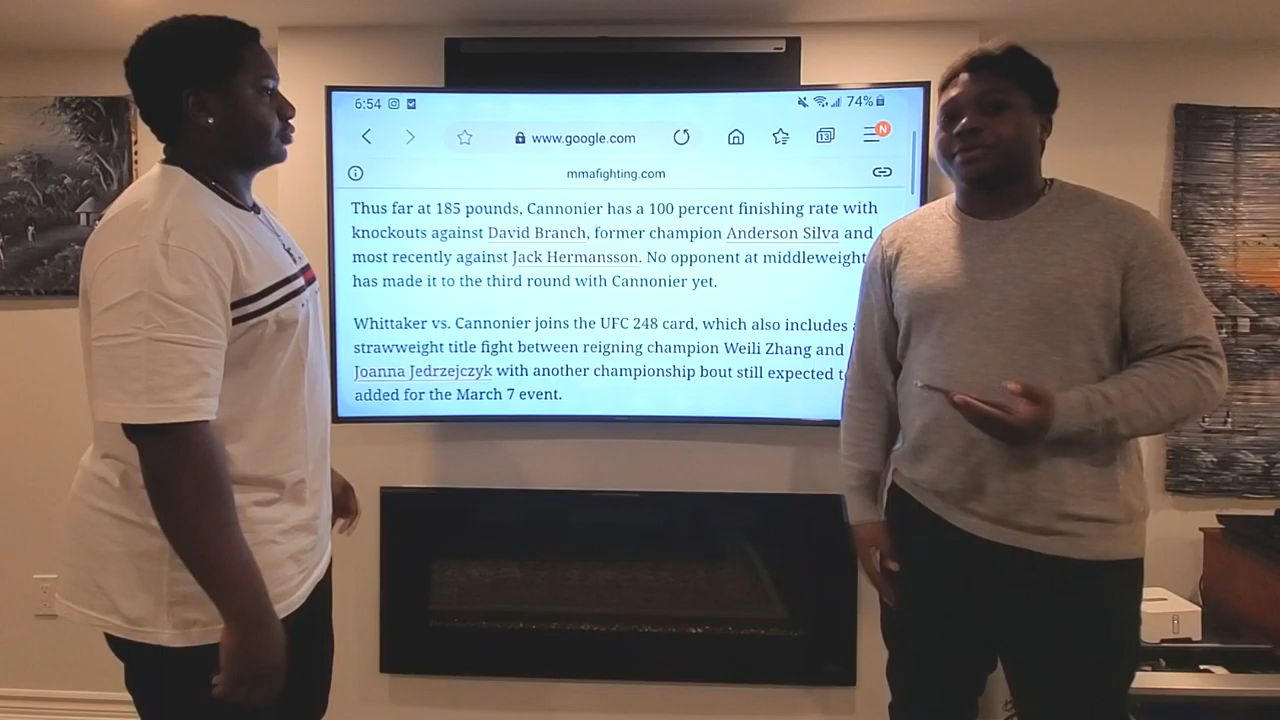 6:54
74%
www.google.com
13
N
mmafighting.com
Thus far at 185 pounds, Cannonier has a 100 percent finishing rate with
knockouts against David Branch, former champion Anderson Silva and
most recently against Jack Hermansson. No opponent at middleweight
has made it to the third round with Cannonier yet.
Whittaker vs. Cannonier joins the UFC 248 card, which also includes
strawweight title fight between reigning champion Weili Zhang and
Joanna Jedrzejczyk with another championship bout still expected
added for the March 7 event.